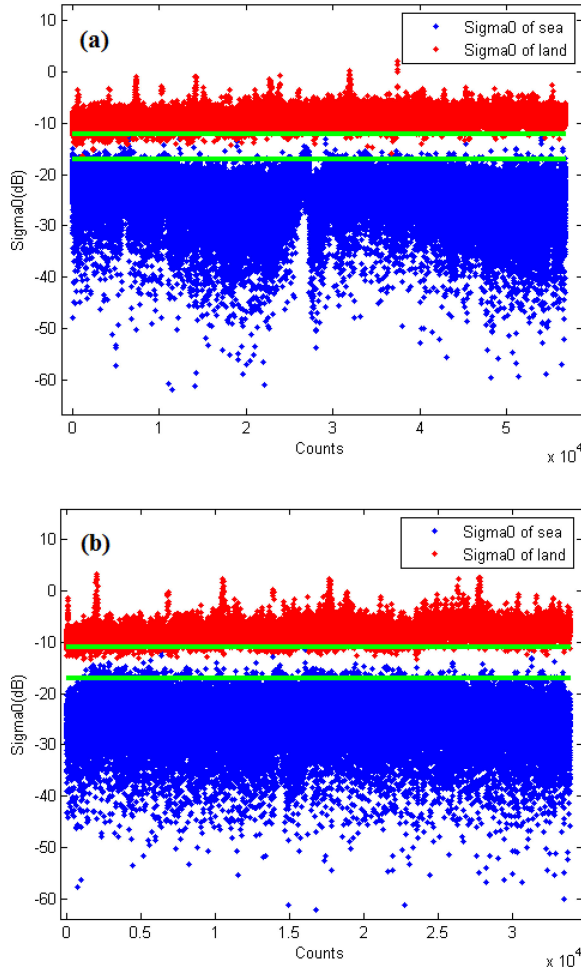 (a)
Sigma0 of sea
Sigma0 of land
10
0
-10
-20
-30
-40
-50
-60
Sigma0(dB)
0 1 2 3 4 5
Counts
x 10^4
(b)
Sigma0 of sea
Sigma0 of land
10
0
-10
-20
-30
-40
-50
-60
Sigma0(dB)
0 0.5 1 1.5 2 2.5 3
Counts
x 10^4